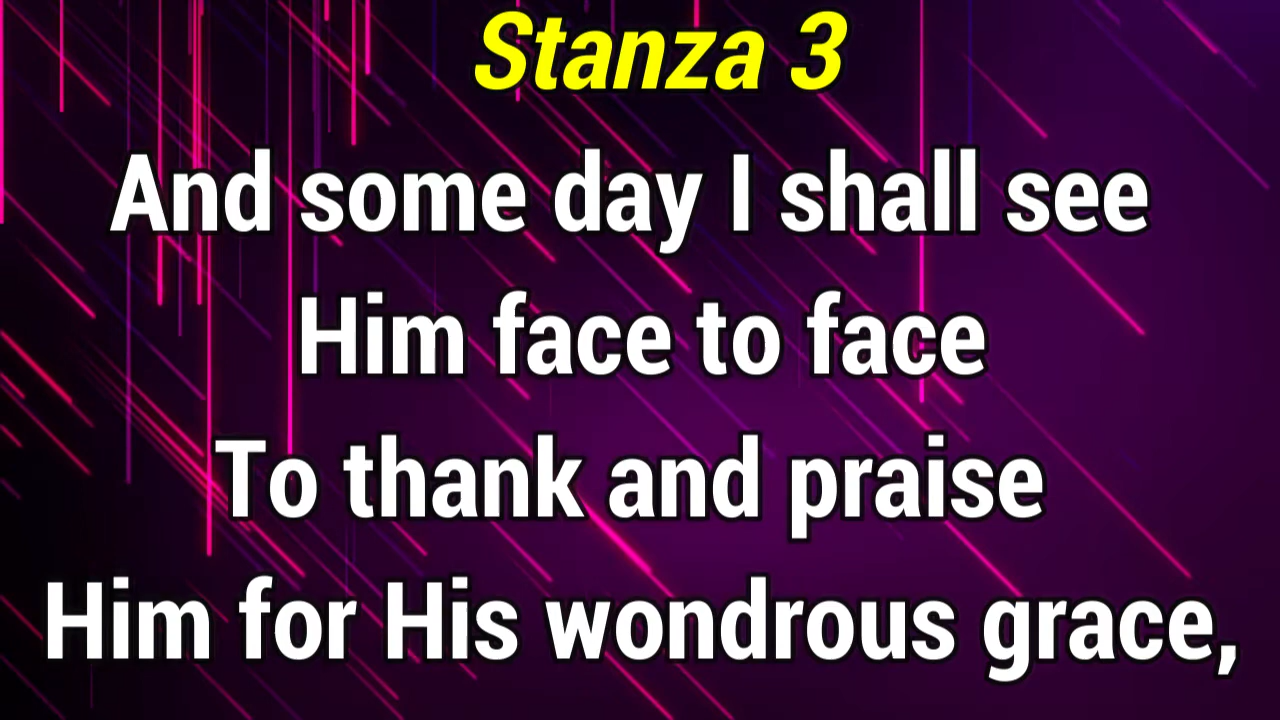 Stanza 3
And some day I shall see
Him face to face
To thank and praise
Him for His wondrous grace,